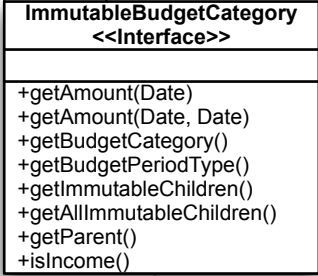 ImmutableBudgetCategory
<<Interface>>
+getAmount(Date)
+getAmount(Date, Date)
+getBudgetCategory()
+getBudgetPeriodType()
+getImmutableChildren()
+getAllImmutableChildren()
+getParent()
+isIncome()